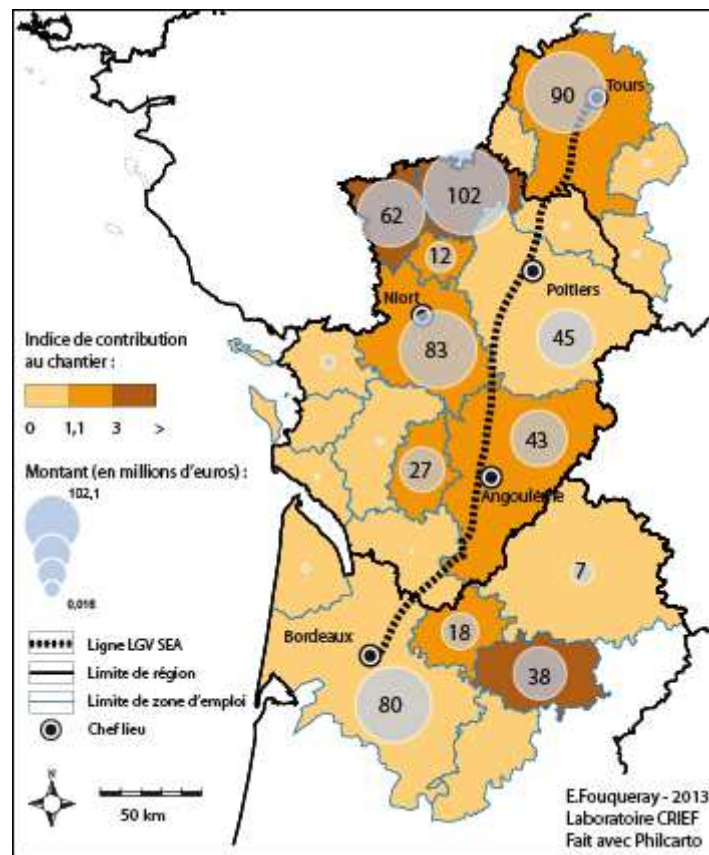 Tours
90
102
62
12
Niort
Poitiers
45
83
Indice de contribution
au chantier :
0 1,1 3 >
43
27
Angoulême
Montant (en millions d'euros) :
102,1
0,016
7
Ligne LGV SEA
Bordeaux
18
Limite de région
38
Limite de zone d'emploi
80
Chef lieu
N
50 km
E.Fouqueray - 2013
Laboratoire CRIEF
Fait avec Philcarto